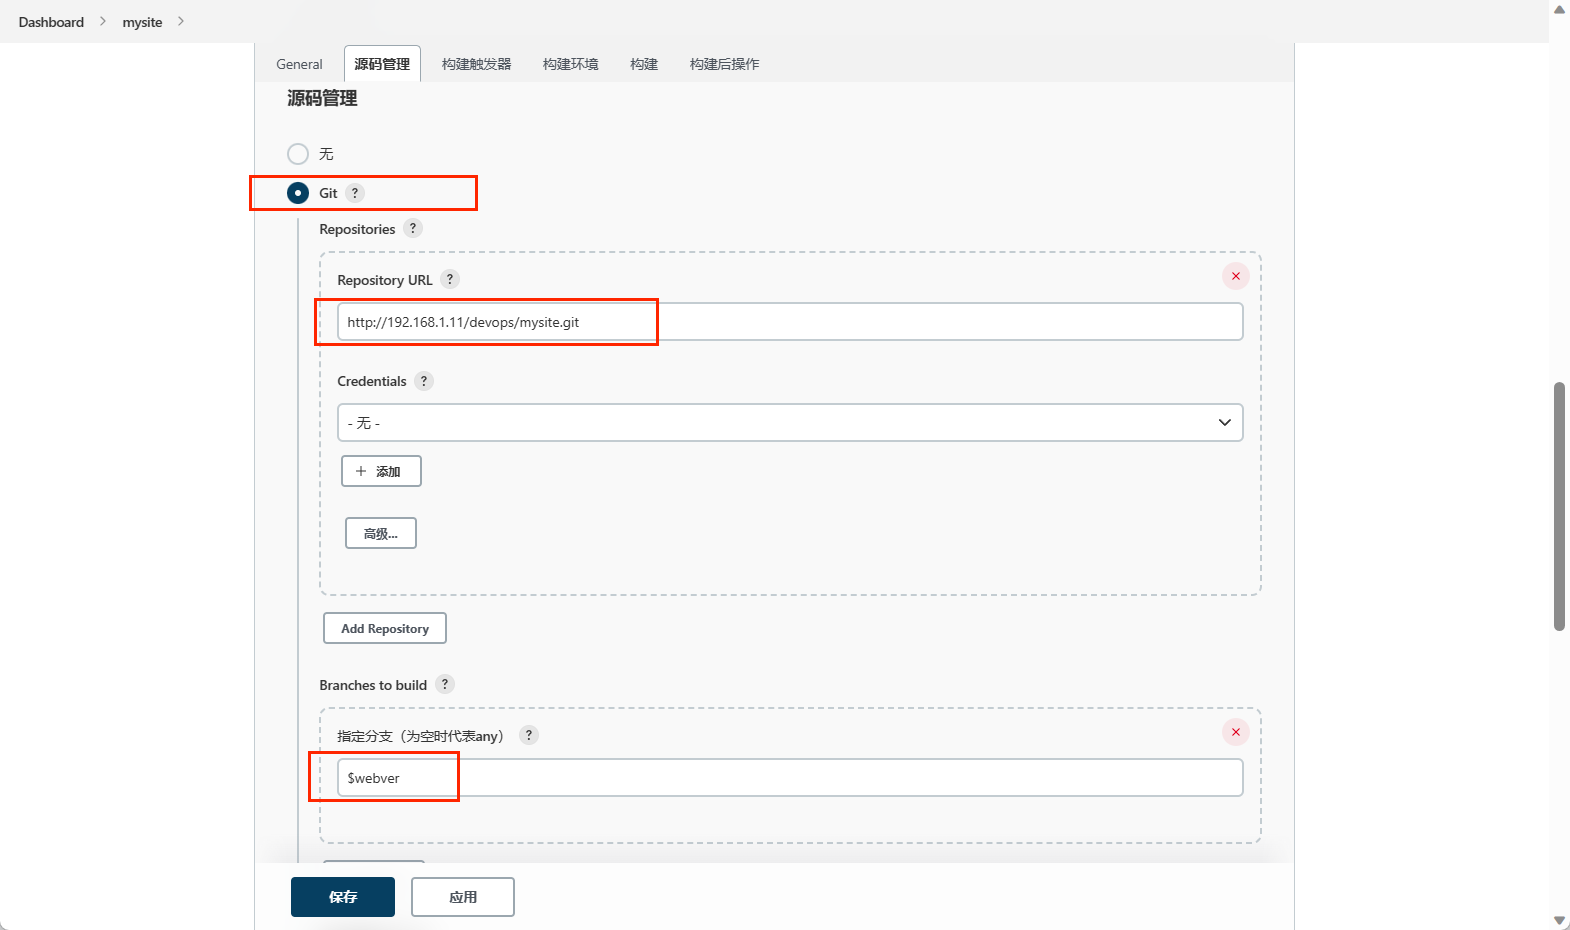 Dashboard > mysite >
General 源码管理 构建触发器 构建环境 构建 构建后操作
源码管理
无
Git ?
Repositories ?
Repository URL ?
http://192.168.1.11/devops/mysite.git
Credentials ?
- 无 -
+ 添加
高级...
Add Repository
Branches to build ?
指定分支（为空时代表any） ?
$webver
保存 应用